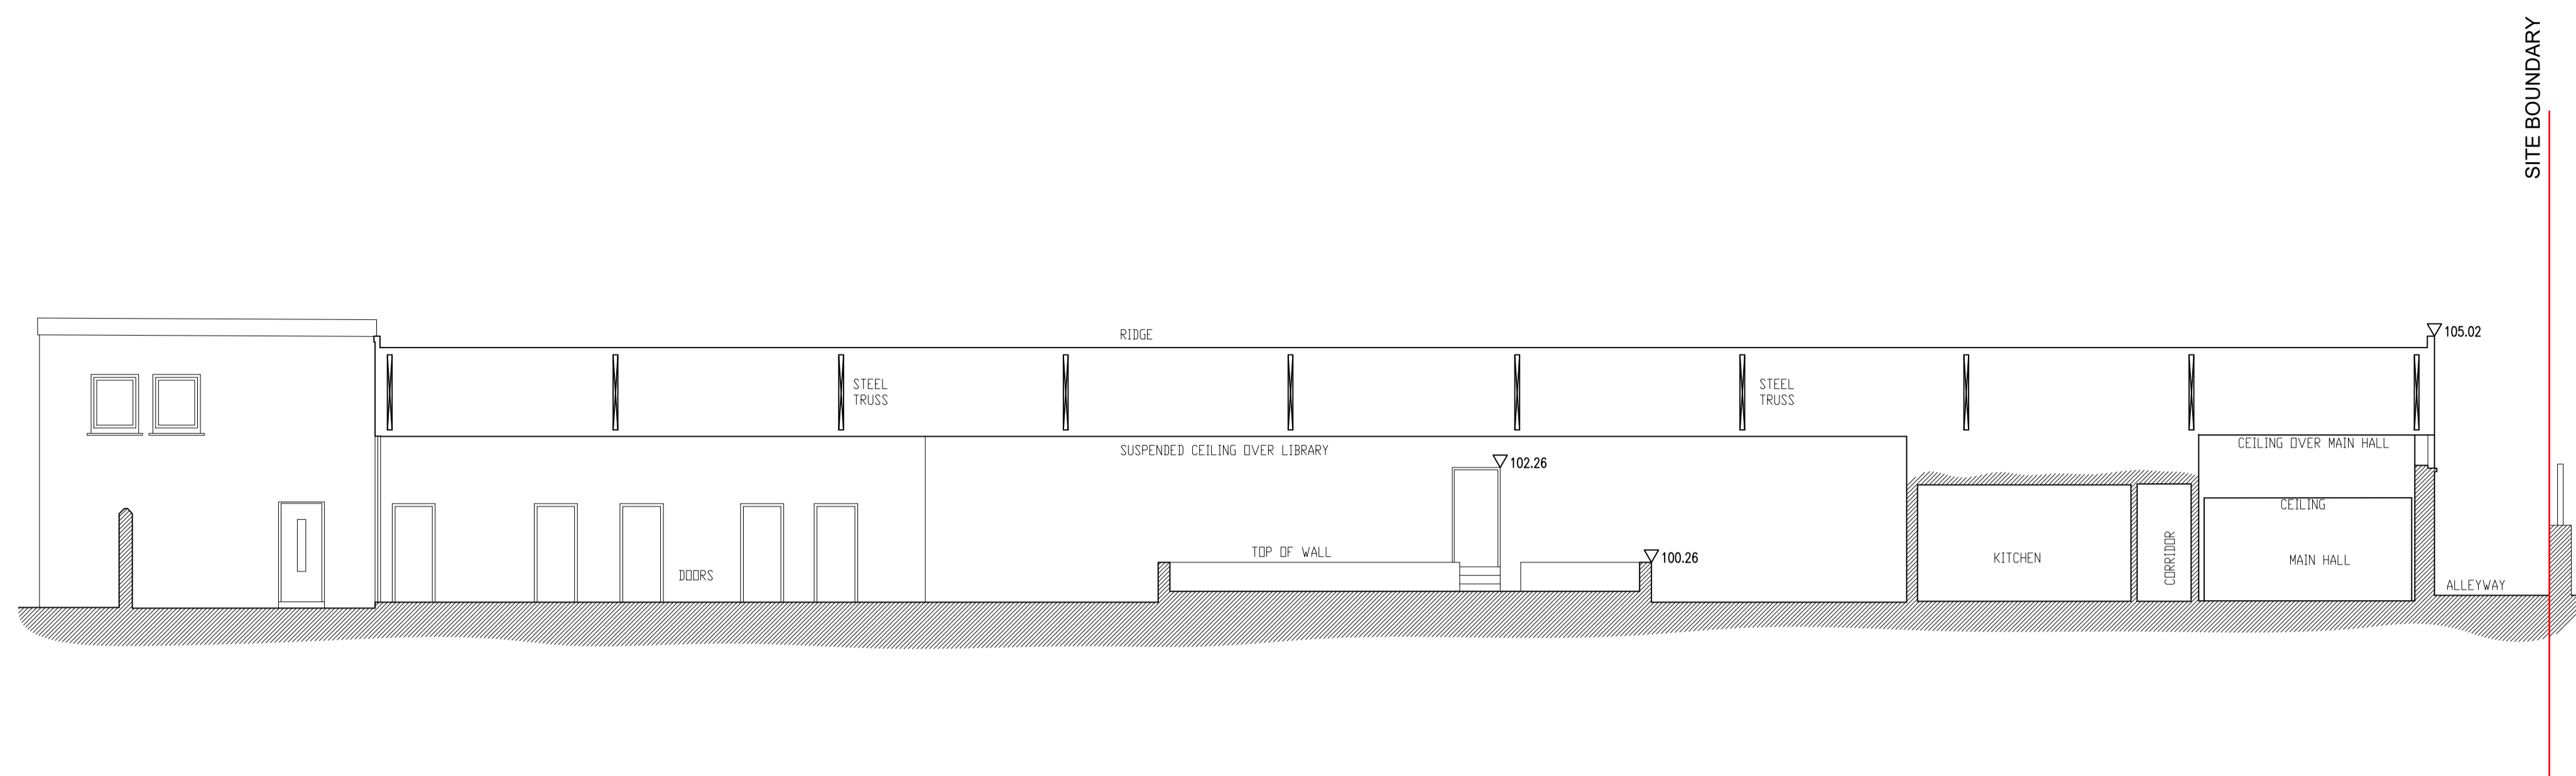 SITE BOUNDARY
RIDGE
105.02
STEEL
TRUSS
STEEL
TRUSS
SUSPENDED CEILING OVER LIBRARY
CEILING OVER MAIN HALL
102.26
CEILING
TOP OF WALL
100.26
KITCHEN
CORRIDOR
MAIN HALL
DOORS
ALLEYWAY